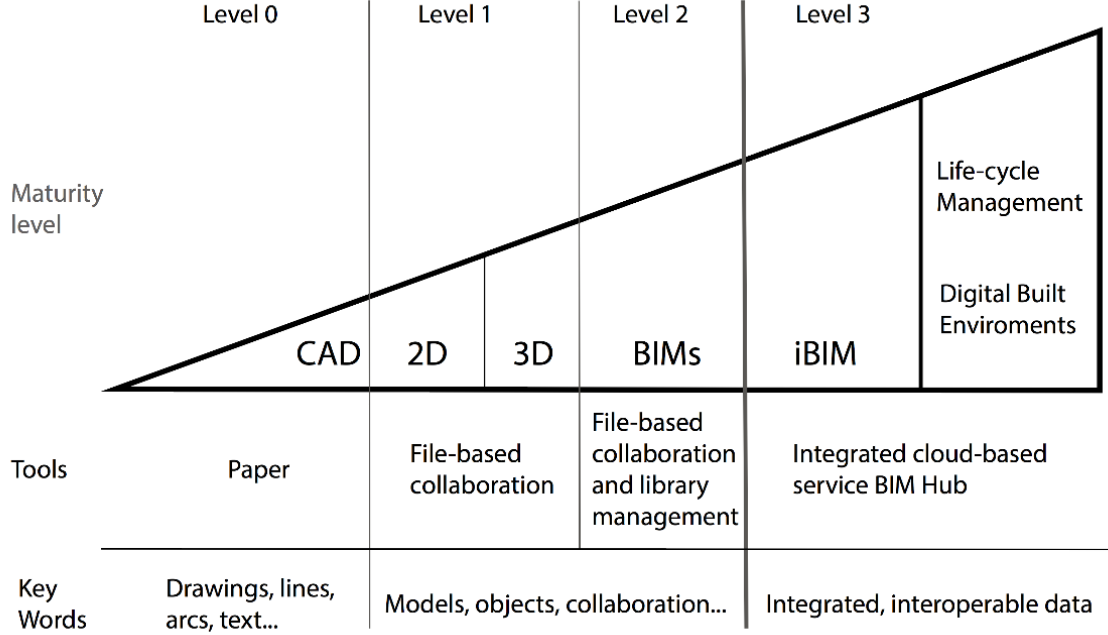 Level 0
Level 1
Level 2
Level 3
Maturity
level
Life-cycle
Management
Digital Built
Enviroments
CAD
2D
3D
BIMs
iBIM
Tools
Paper
File-based
collaboration
File-based
collaboration
and library
management
Integrated cloud-based
service BIM Hub
Key
Words
Drawings, lines,
arcs, text...
Models, objects, collaboration...
Integrated, interoperable data